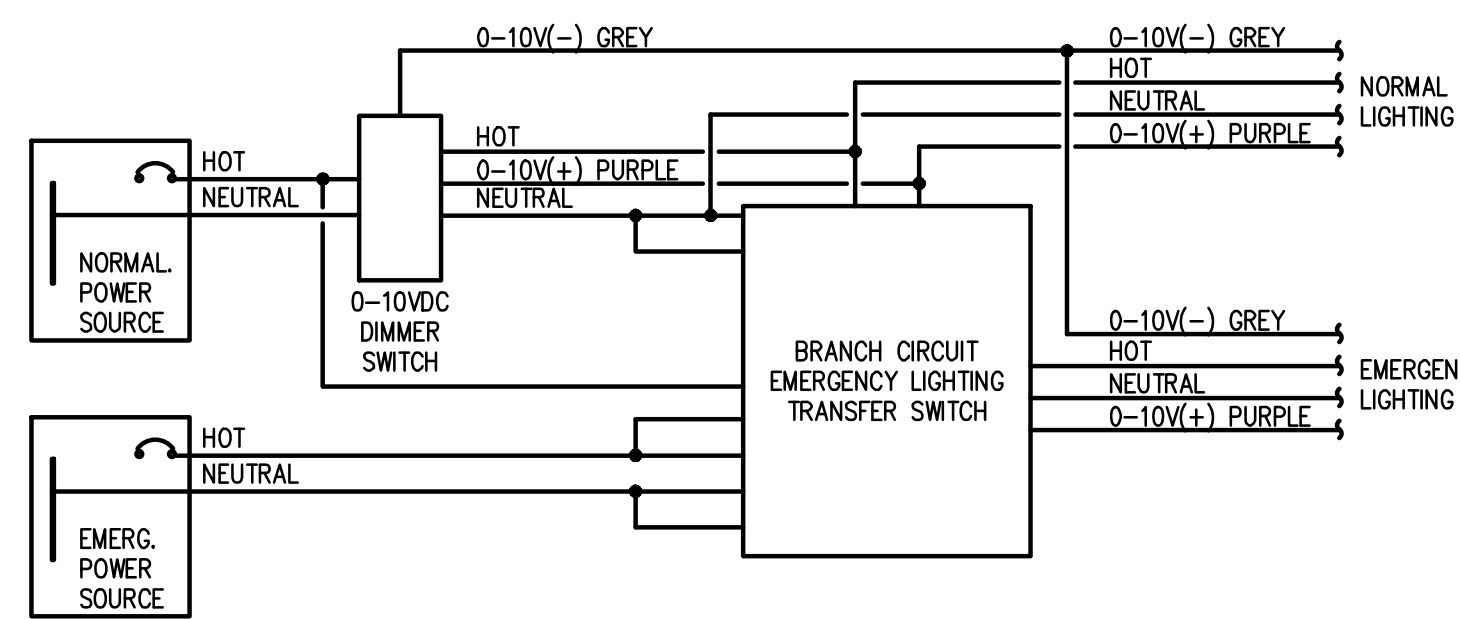 0-10V(-) GREY
0-10V(-) GREY
HOT
NEUTRAL
0-10V(+) PURPLE
NORMAL
LIGHTING
HOT
0-10V(+) PURPLE
NEUTRAL
HOT
NEUTRAL
NORMAL.
POWER
SOURCE
0-10VDC
DIMMER
SWITCH
BRANCH CIRCUIT
EMERGENCY LIGHTING
TRANSFER SWITCH
0-10V(-) GREY
HOT
NEUTRAL
0-10V(+) PURPLE
EMERGEN
LIGHTING
HOT
NEUTRAL
EMERG.
POWER
SOURCE